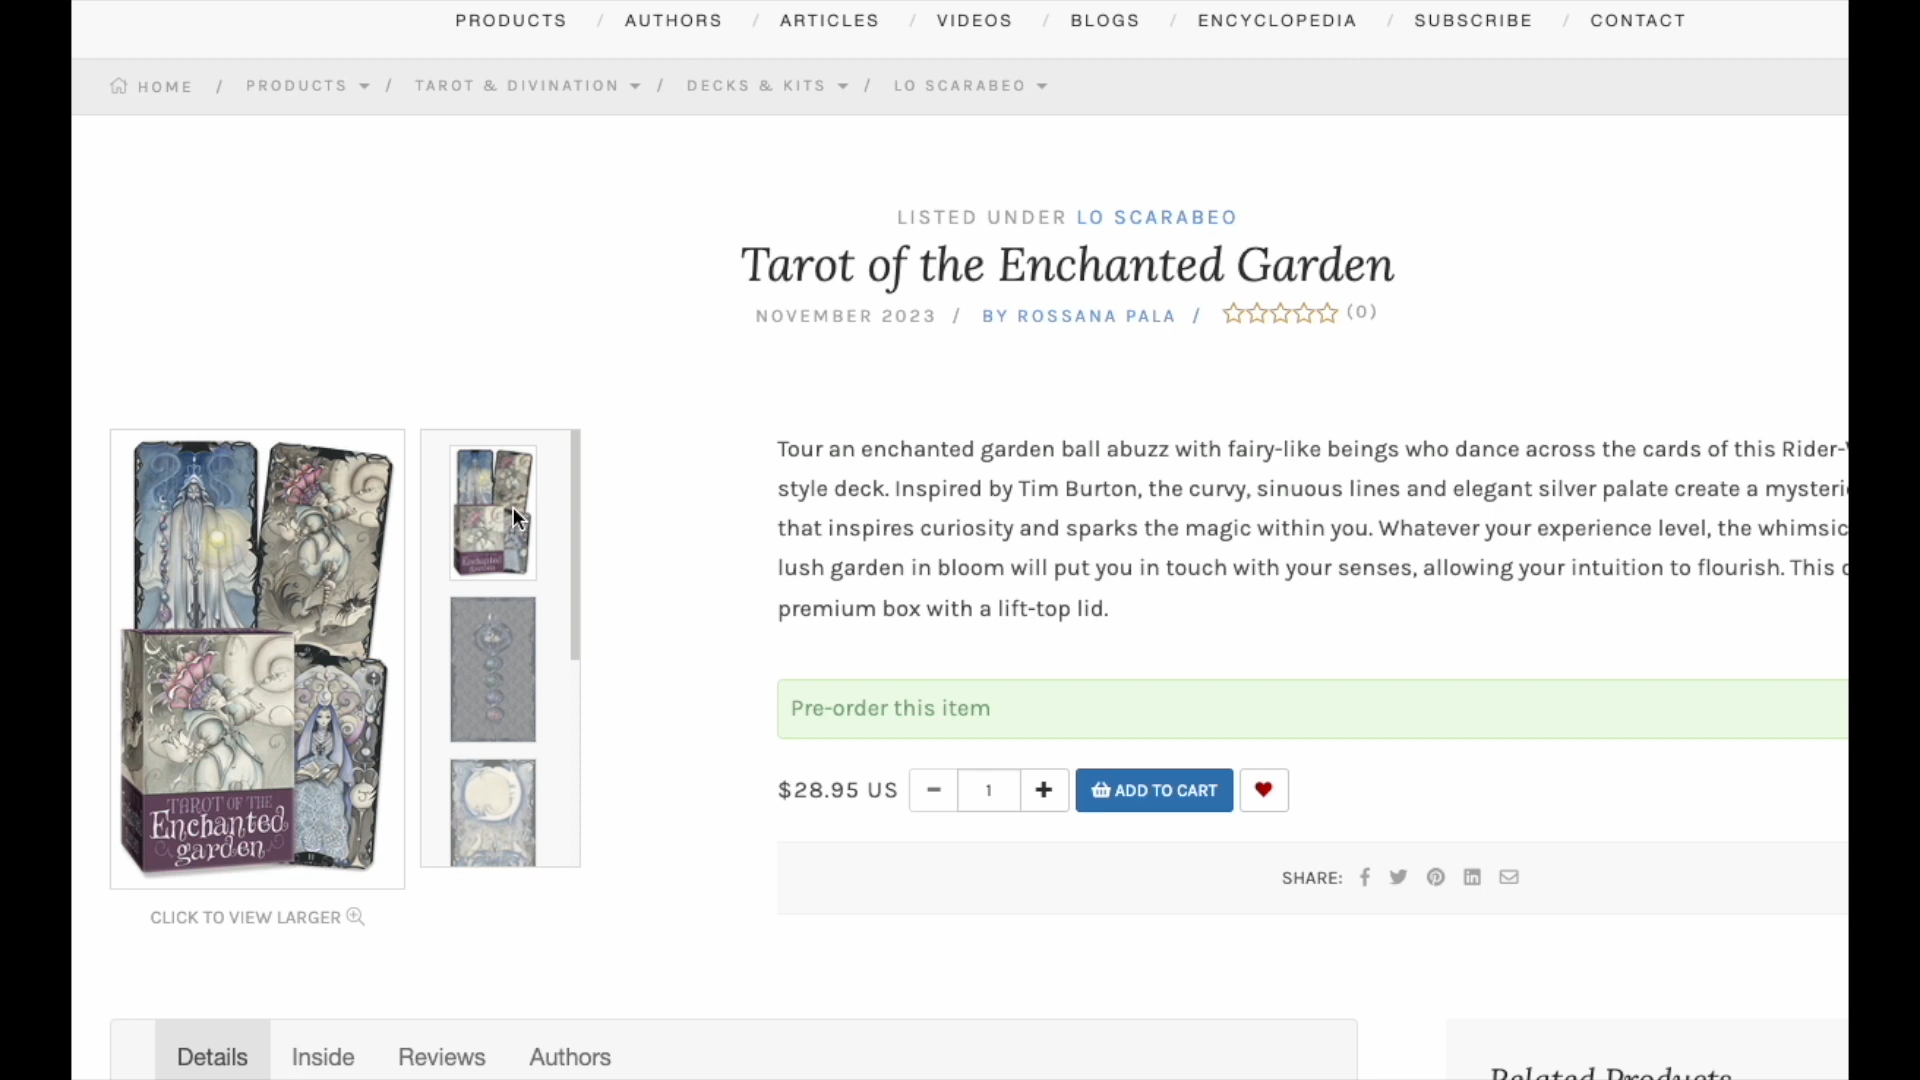 PRODUCTS / AUTHORS / ARTICLES / VIDEOS / BLOGS / ENCYCLOPEDIA / SUBSCRIBE / CONTACT
HOME / PRODUCTS / TAROT & DIVINATION / DECKS & KITS / LO SCARABEO
LISTED UNDER LO SCARABEO
Tarot of the Enchanted Garden
NOVEMBER 2023 / BY ROSSANA PALA / (0)
Tour an enchanted garden ball abuzz with fairy-like beings who dance across the cards of this Rider-
style deck. Inspired by Tim Burton, the curvy, sinuous lines and elegant silver palate create a mysteri
that inspires curiosity and sparks the magic within you. Whatever your experience level, the whimsic
lush garden in bloom will put you in touch with your senses, allowing your intuition to flourish. This
premium box with a lift-top lid.
Pre-order this item
$28.95 US − 1 + ADD TO CART
SHARE:
TAROT OF THE
Enchanted
garden
II
Enchanted
garden
CLICK TO VIEW LARGER
Details Inside Reviews Authors
Related Products